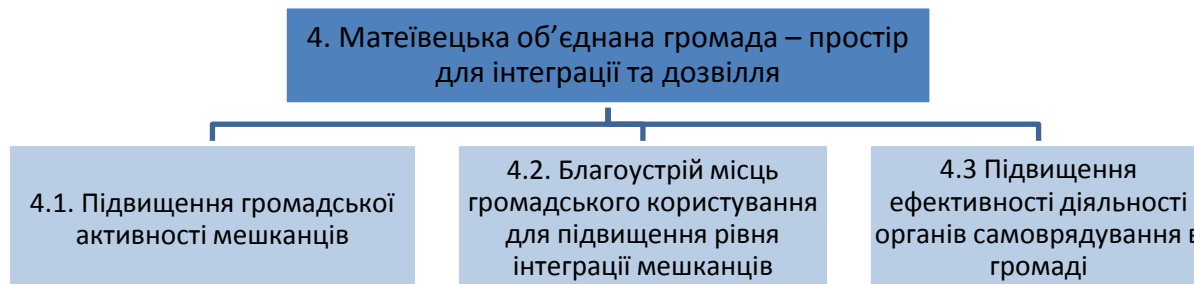 4. Матеївецька об’єднана громада – простір
для інтеграції та дозвілля
4.1. Підвищення громадської
активності мешканців
4.2. Благоустрій місць
громадського користування
для підвищення рівня
інтеграції мешканців
4.3 Підвищення
ефективності діяльності
органів самоврядування в
громаді